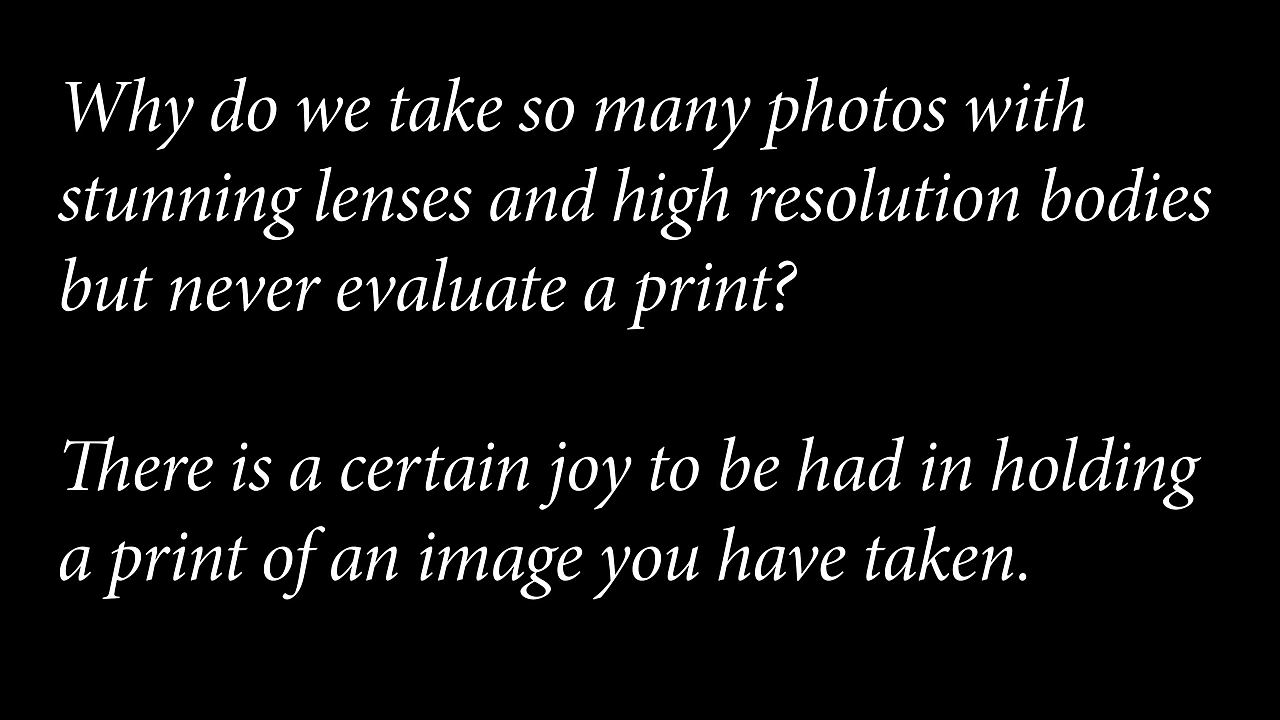 Why do we take so many photos with
stunning lenses and high resolution bodies
but never evaluate a print?
There is a certain joy to be had in holding
a print of an image you have taken.